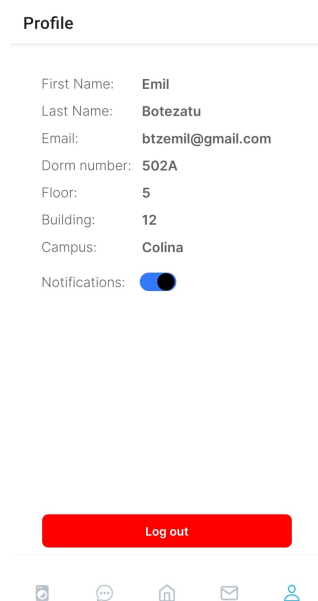 Profile
First Name: Emil
Last Name: Botezatu
Email: btzemil@gmail.com
Dorm number: 502A
Floor: 5
Building: 12
Campus: Colina
Notifications:
Log out